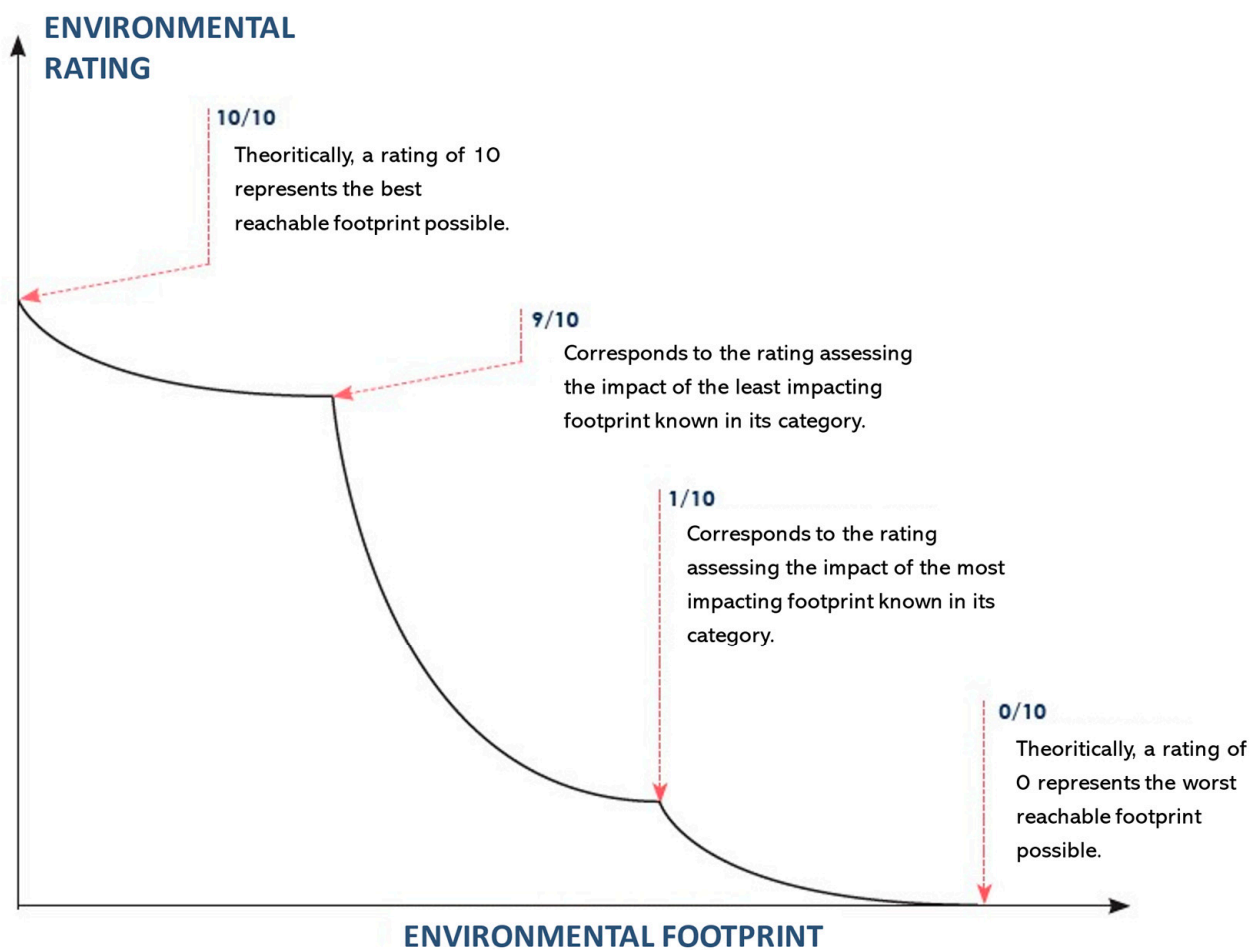 ENVIRONMENTAL
RATING
10/10
Theoritically, a rating of 10
represents the best
reachable footprint possible.
9/10
Corresponds to the rating assessing
the impact of the least impacting
footprint known in its category.
1/10
Corresponds to the rating
assessing the impact of the most
impacting footprint known in its
category.
0/10
Theoritically, a rating of
0 represents the worst
reachable footprint
possible.
ENVIRONMENTAL FOOTPRINT